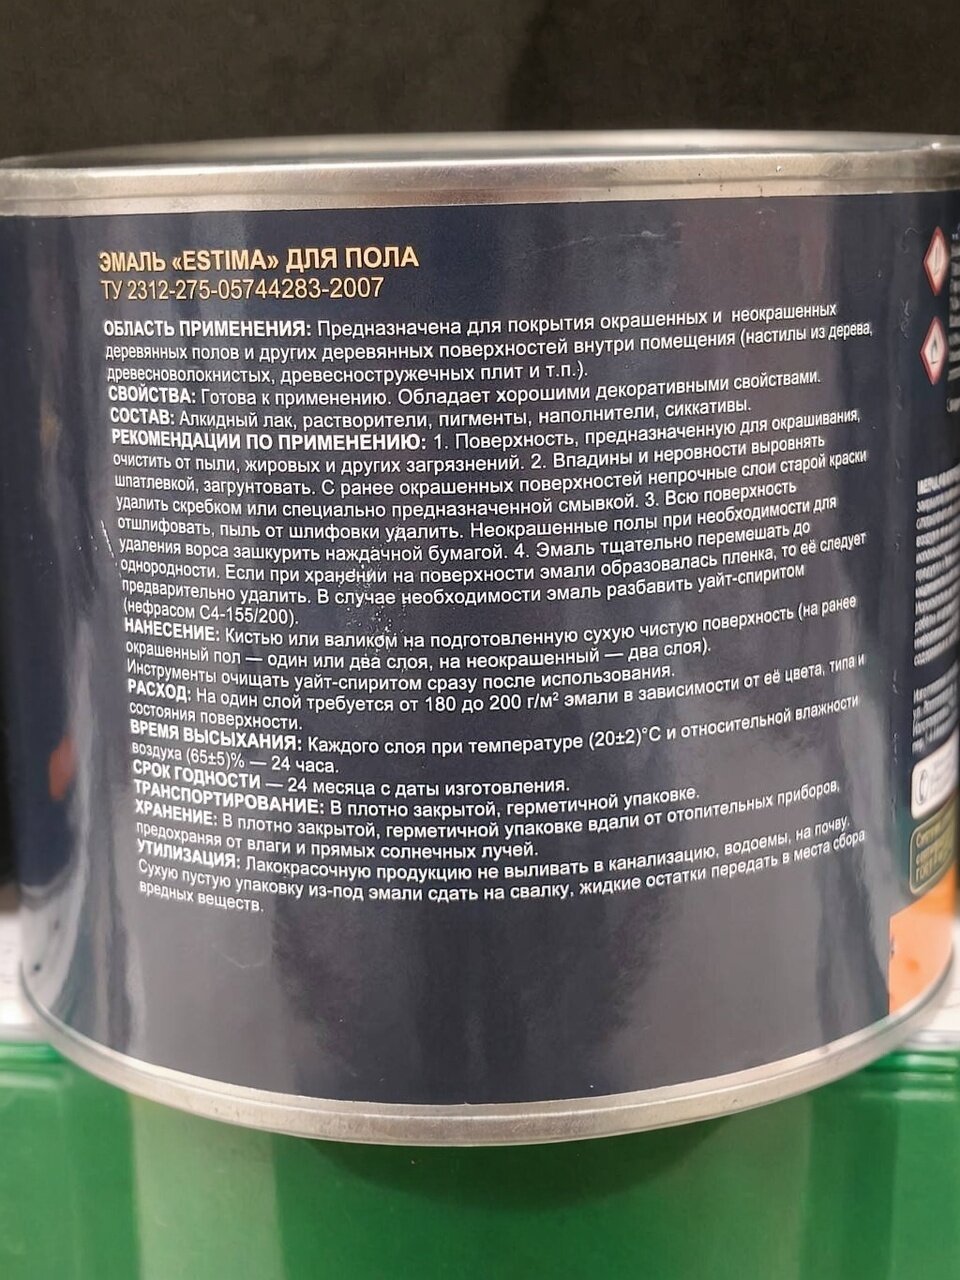 ЭМАЛЬ «ESTIMA» ДЛЯ ПОЛА
ТУ 2312-275-05744283-2007
ОБЛАСТЬ ПРИМЕНЕНИЯ: Предназначена для покрытия окрашенных и неокрашенных
деревянных полов и других деревянных поверхностей внутри помещения (настилы из дерева,
древесноволокнистых, древесностружечных плит и т.п.).
СВОЙСТВА: Готова к применению. Обладает хорошими декоративными свойствами.
СОСТАВ: Алкидный лак, растворители, пигменты, наполнители, сиккативы.
РЕКОМЕНДАЦИИ ПО ПРИМЕНЕНИЮ: 1. Поверхность, предназначенную для окрашивания,
очистить от пыли, жировых и других загрязнений. 2. Впадины и неровности выровнять
шпатлевкой, загрунтовать. С ранее окрашенных поверхностей непрочные слои старой краски
удалить скребком или специально предназначенной смывкой. 3. Всю поверхность
отшлифовать, пыль от шлифовки удалить. Неокрашенные полы при необходимости для
удаления ворса зашкурить наждачной бумагой. 4. Эмаль тщательно перемешать до
однородности. Если при хранении на поверхности эмали образовалась пленка, то её следует
предварительно удалить. В случае необходимости эмаль разбавить уайт-спиритом
(нефрасом С4-155/200).
НАНЕСЕНИЕ: Кистью или валиком на подготовленную сухую чистую поверхность (на ранее
окрашенный пол — один или два слоя, на неокрашенный — два слоя).
Инструменты очищать уайт-спиритом сразу после использования.
РАСХОД: На один слой требуется от 180 до 200 г/м² эмали в зависимости от её цвета, типа и
состояния поверхности.
ВРЕМЯ ВЫСЫХАНИЯ: Каждого слоя при температуре (20±2)°С и относительной влажности
воздуха (65±5)% — 24 часа.
СРОК ГОДНОСТИ — 24 месяца с даты изготовления.
ТРАНСПОРТИРОВАНИЕ: В плотно закрытой, герметичной упаковке.
ХРАНЕНИЕ: В плотно закрытой, герметичной упаковке вдали от отопительных приборов,
предохраняя от влаги и прямых солнечных лучей.
УТИЛИЗАЦИЯ: Лакокрасочную продукцию не выливать в канализацию, водоемы, на почву.
Сухую пустую упаковку из-под эмали сдать на свалку, жидкие остатки передать в места сбора
вредных веществ.